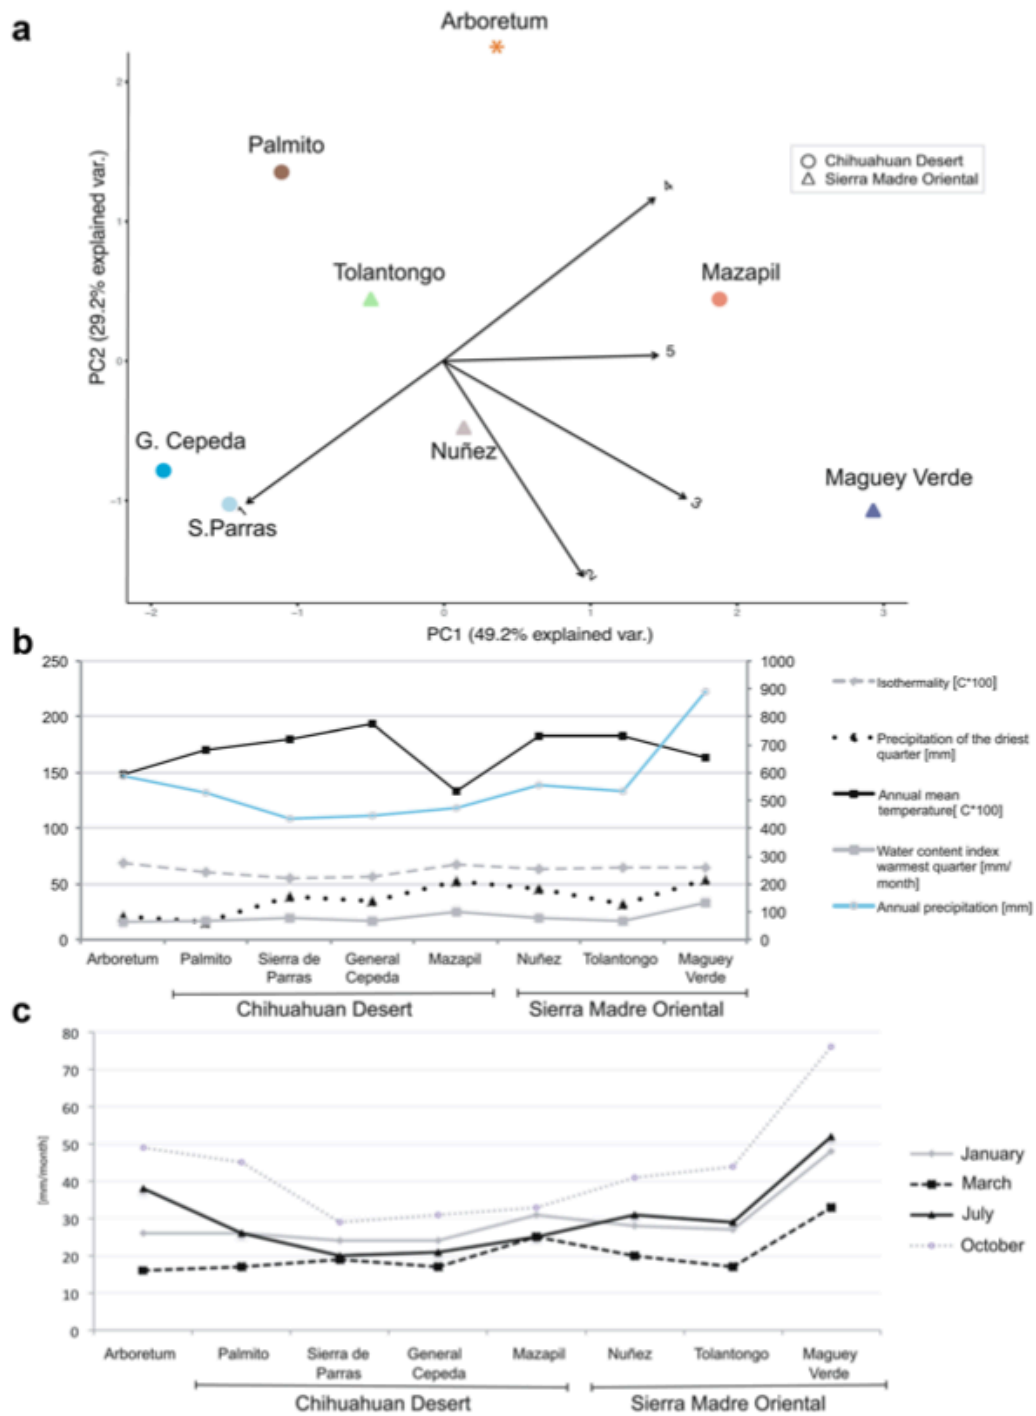 a
Arboretum
Palmito
Chihuahuan Desert
Sierra Madre Oriental
Tolantongo
Mazapil
G. Cepeda
S.Parras
Nuñez
Maguey Verde
1
2
3
4
5
PC2 (29.2% explained var.)
2
1
0
−1
−2
−1
0
1
2
3
PC1 (49.2% explained var.)
b
250
200
150
100
50
0
1000
900
800
700
600
500
400
300
200
100
0
Isothermality [C*100]
Precipitation of the driest
quarter [mm]
Annual mean
temperature[ C*100]
Water content index
warmest quarter [mm/
month]
Annual precipitation [mm]
Arboretum
Palmito
Sierra de
Parras
General
Cepeda
Mazapil
Nuñez
Tolantongo
Maguey
Verde
Chihuahuan Desert
Sierra Madre Oriental
c
80
70
60
50
40
30
20
10
0
[mm/month]
January
March
July
October
Arboretum
Palmito
Sierra de
Parras
General
Cepeda
Mazapil
Nuñez
Tolantongo
Maguey
Verde
Chihuahuan Desert
Sierra Madre Oriental